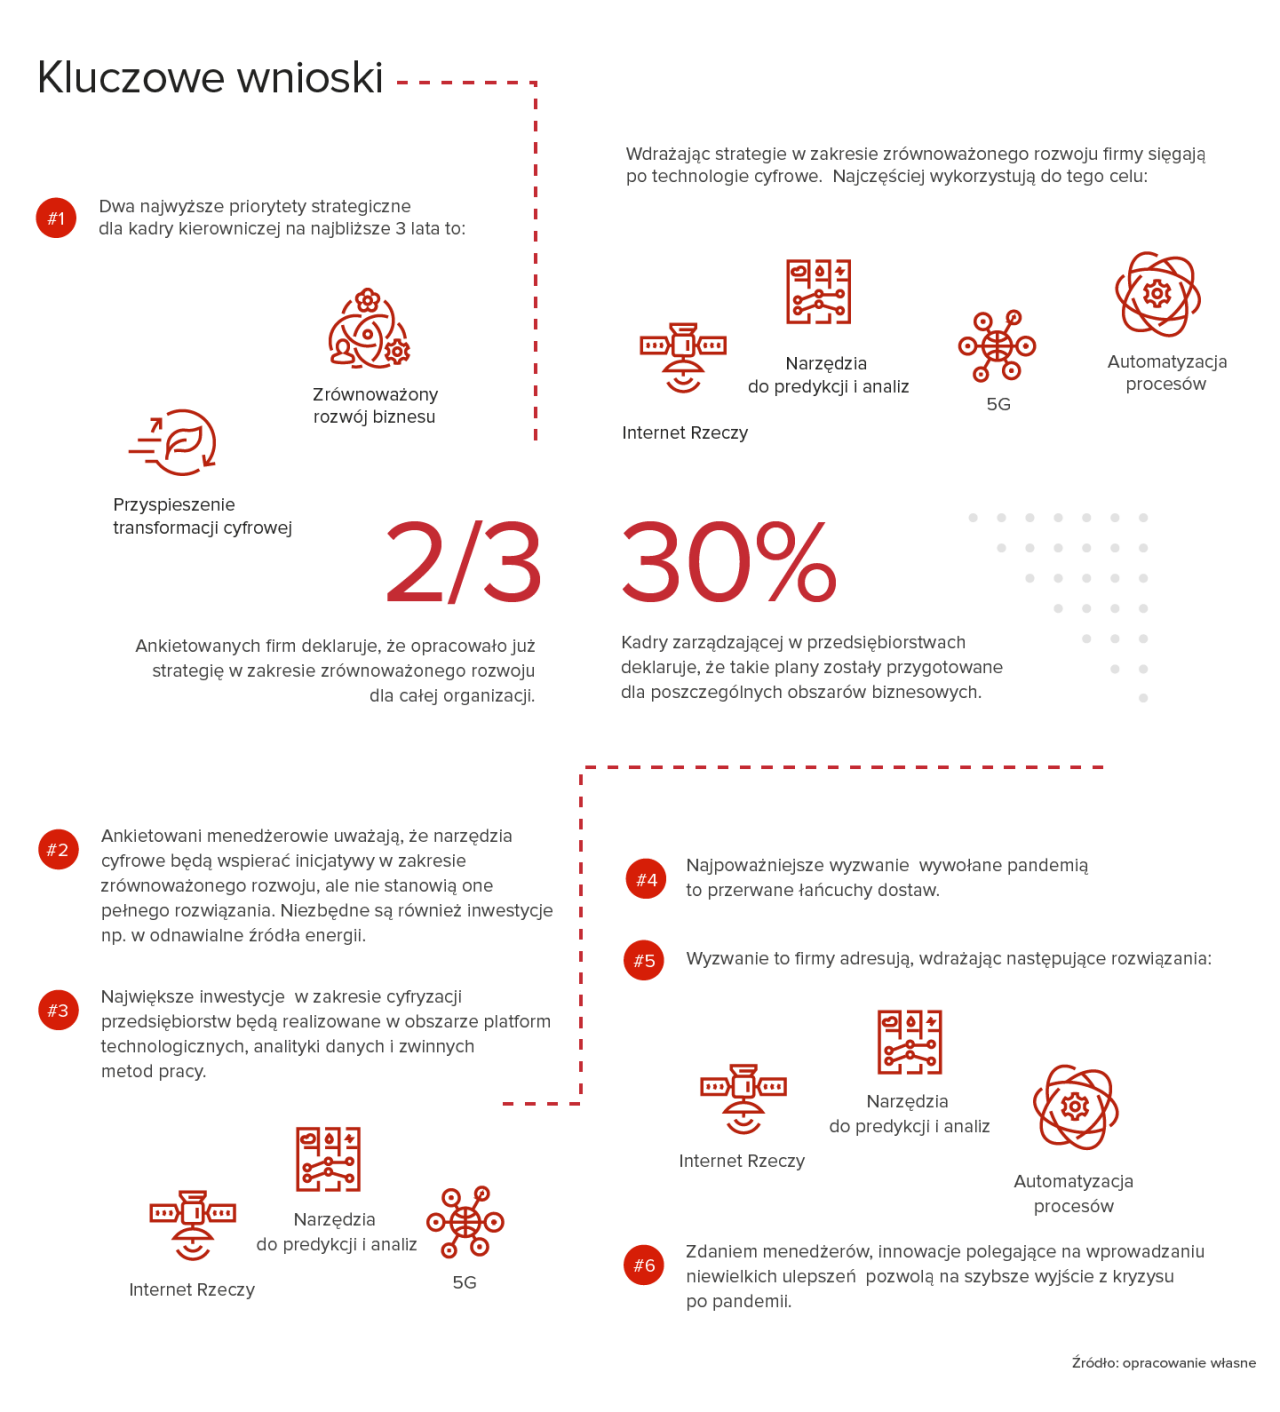 Kluczowe wnioski
#1
Dwa najwyższe priorytety strategiczne
dla kadry kierowniczej na najbliższe 3 lata to:
Zrównoważony
rozwój biznesu
Przyspieszenie
transformacji cyfrowej
Wdrażając strategie w zakresie zrównoważonego rozwoju firmy sięgają
po technologie cyfrowe.  Najczęściej wykorzystują do tego celu:
Internet Rzeczy
Narzędzia
do predykcji i analiz
5G
Automatyzacja
procesów
2/3
Ankietowanych firm deklaruje, że opracowało już
strategię w zakresie zrównoważonego rozwoju
dla całej organizacji.
30%
Kadry zarządzającej w przedsiębiorstwach
deklaruje, że takie plany zostały przygotowane
dla poszczególnych obszarów biznesowych.
#2
Ankietowani menedżerowie uważają, że narzędzia
cyfrowe będą wspierać inicjatywy w zakresie
zrównoważonego rozwoju, ale nie stanowią one
pełnego rozwiązania. Niezbędne są również inwestycje
np. w odnawialne źródła energii.
#3
Największe inwestycje  w zakresie cyfryzacji
przedsiębiorstw będą realizowane w obszarze platform
technologicznych, analityki danych i zwinnych
metod pracy.
Internet Rzeczy
Narzędzia
do predykcji i analiz
5G
#4
Najpoważniejsze wyzwanie  wywołane pandemią
to przerwane łańcuchy dostaw.
#5
Wyzwanie to firmy adresują, wdrażając następujące rozwiązania:
Internet Rzeczy
Narzędzia
do predykcji i analiz
Automatyzacja
procesów
#6
Zdaniem menedżerów, innowacje polegające na wprowadzaniu
niewielkich ulepszeń  pozwolą na szybsze wyjście z kryzysu
po pandemii.
Źródło: opracowanie własne